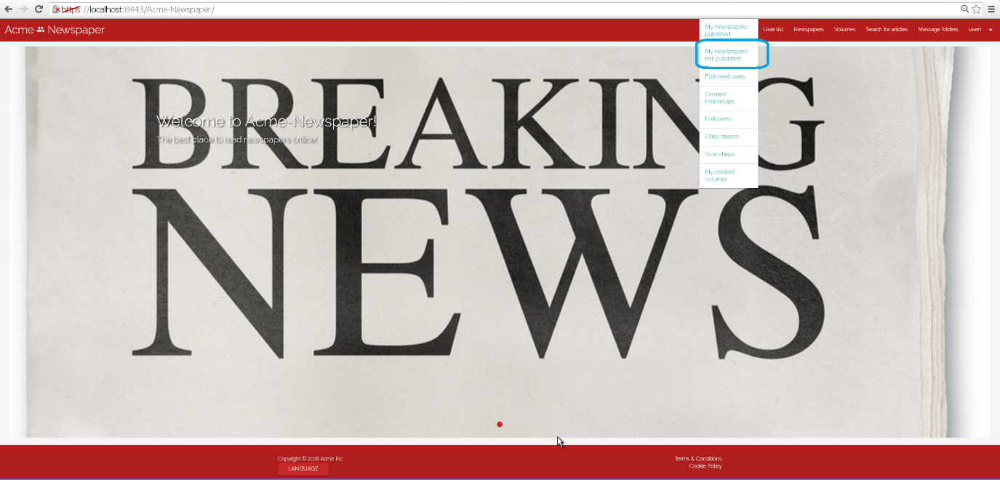 https://localhost:8443/Acme-Newspaper/
Acme Newspaper
My newspapers
published
User list
Newspapers
Volumes
Search for articles
Message folders
user1
My newspapers
not published
Followed users
Created
FollowUps
Followers
Chirp stream
Your chirps
My created
volumes
BREAKING
Welcome to Acme-Newspaper!
The best place to read newspapers online!
NEWS
Copyright © 2018 Acme Inc.
LANGUAGE
Terms & Conditions
Cookie Policy